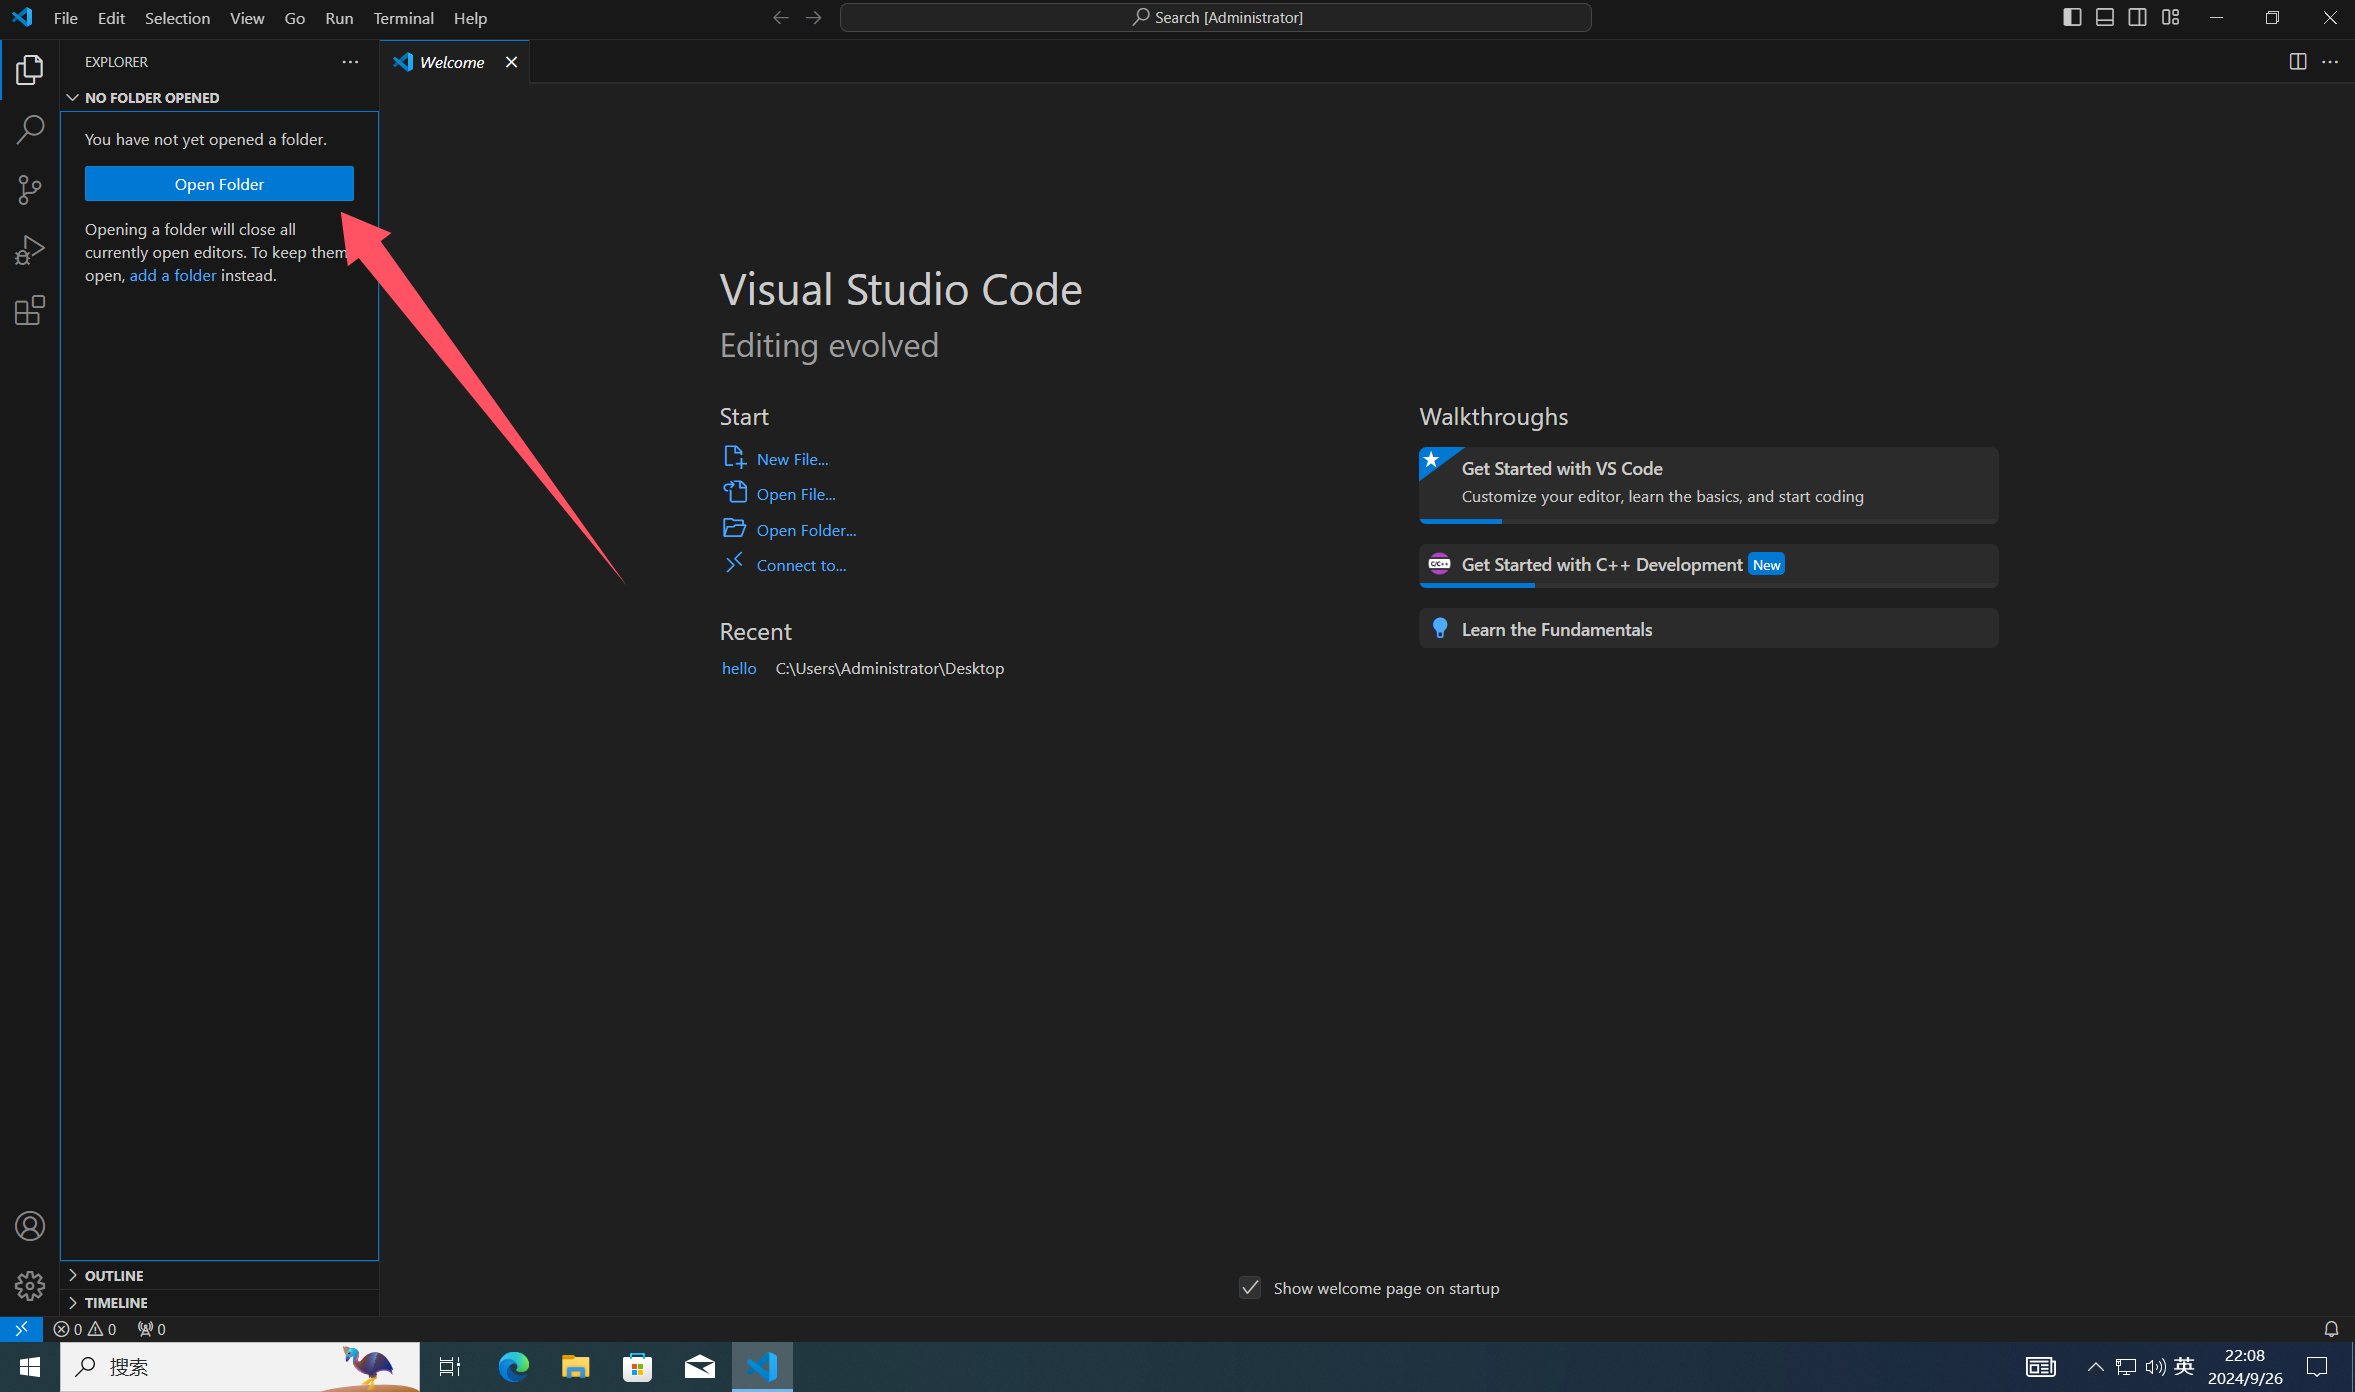 File Edit Selection View Go Run Terminal Help
Search [Administrator]
EXPLORER
Welcome
NO FOLDER OPENED
You have not yet opened a folder.
Open Folder
Opening a folder will close all
currently open editors. To keep them
open, add a folder instead.
Visual Studio Code
Editing evolved
Start
New File...
Open File...
Open Folder...
Connect to...
Recent
hello C:\Users\Administrator\Desktop
Walkthroughs
Get Started with VS Code
Customize your editor, learn the basics, and start coding
C/C++ Get Started with C++ Development New
Learn the Fundamentals
OUTLINE
TIMELINE
Show welcome page on startup
0 0 0
搜索
英
22:08
2024/9/26